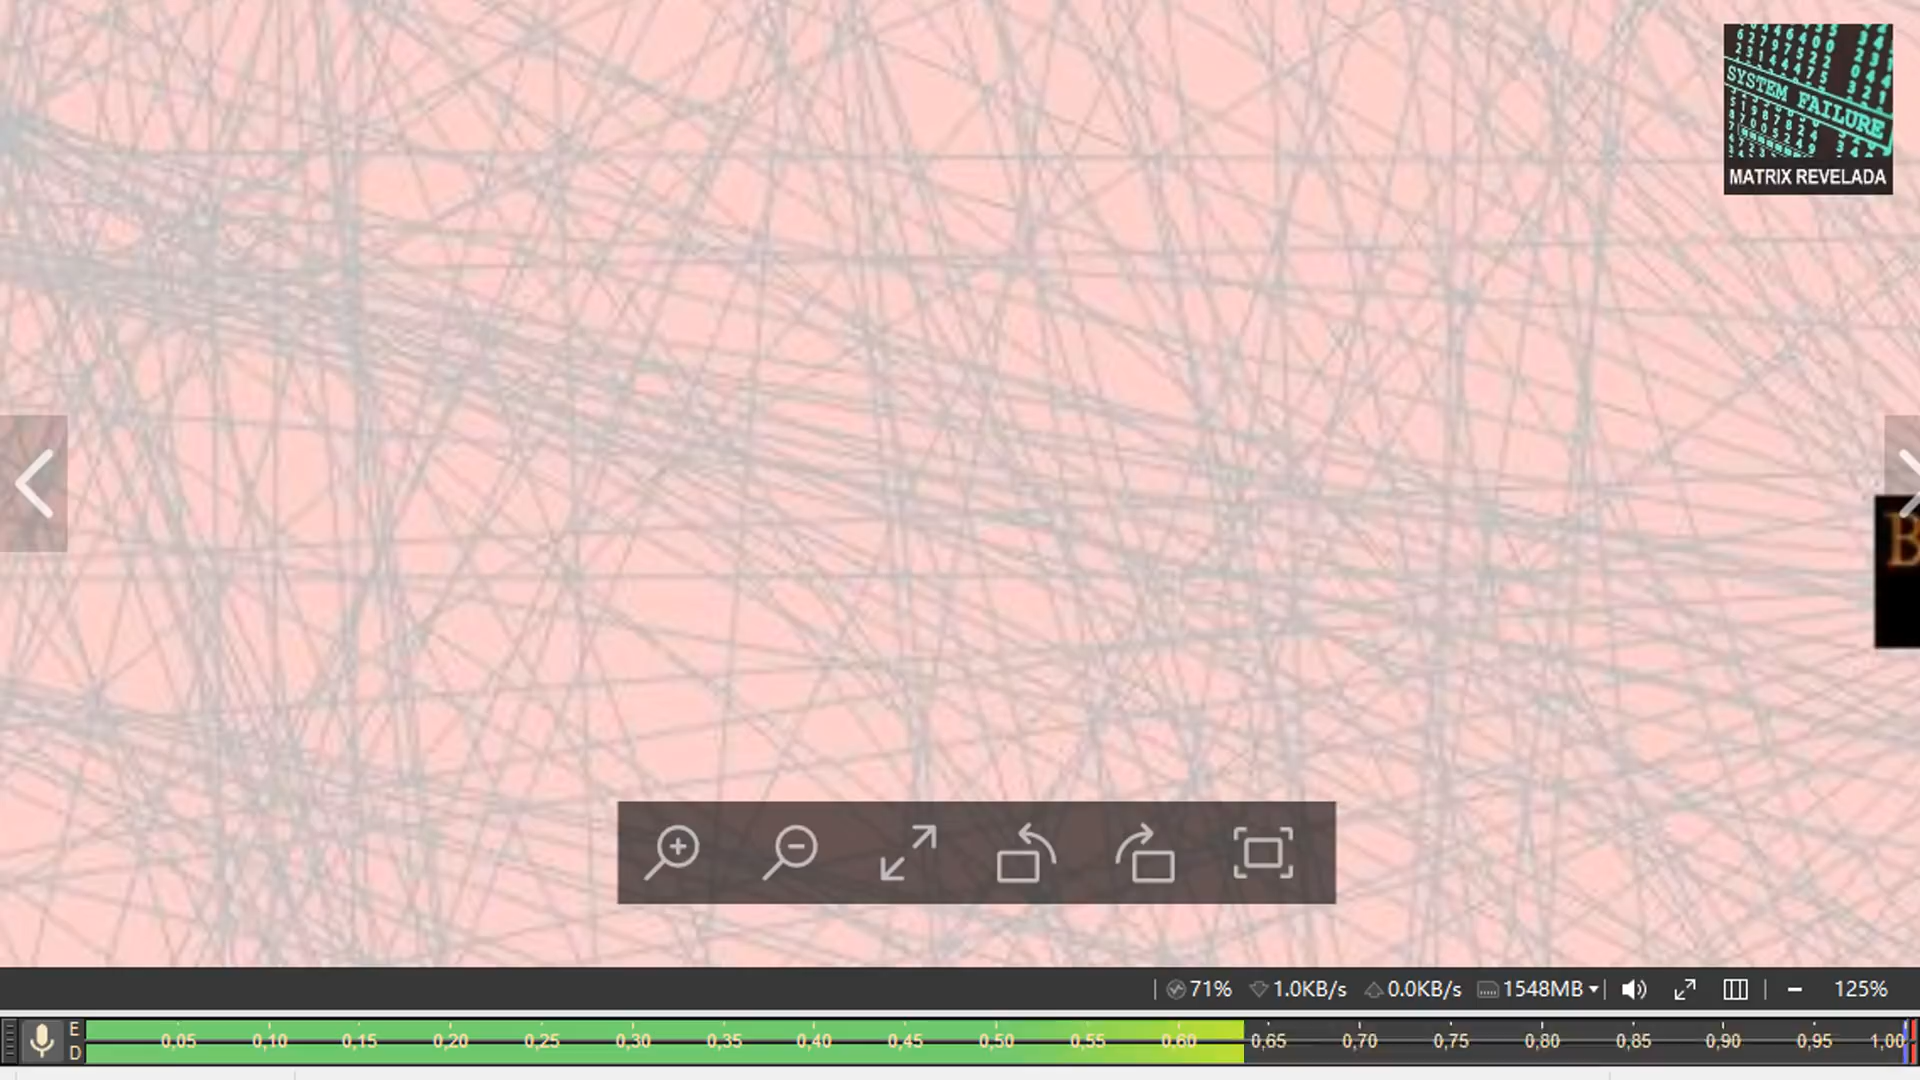 SYSTEM FAILURE
MATRIX REVELADA
B
71% 1.0KB/s 0.0KB/s 1548MB 125%
E
D
0,05 0,10 0,15 0,20 0,25 0,30 0,35 0,40 0,45 0,50 0,55 0,60 0,65 0,70 0,75 0,80 0,85 0,90 0,95 1,00